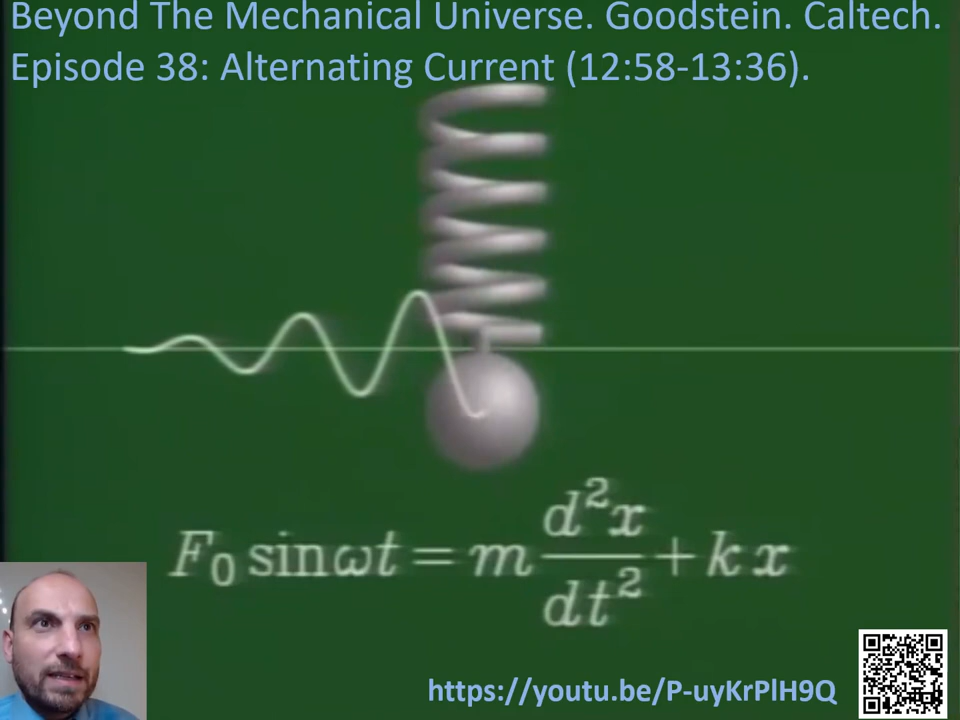 Beyond The Mechanical Universe. Goodstein. Caltech.
Episode 38: Alternating Current (12:58-13:36).
F₀ sinωt = m d²x/dt² + k x
https://youtu.be/P-uyKrPlH9Q